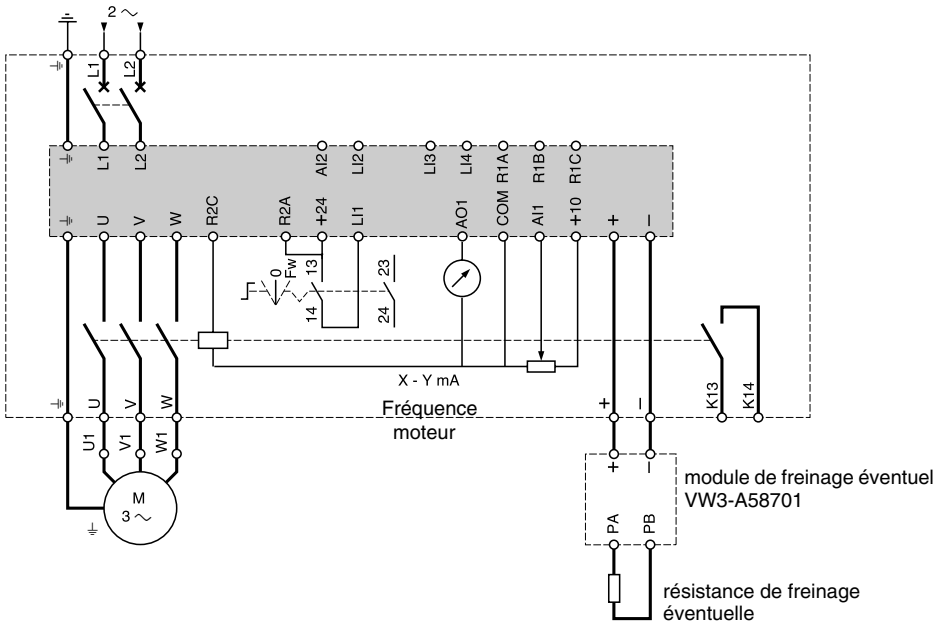 2 ~
L1 L2
L1 L2 AI2 LI2 LI3 LI4 R1A R1B R1C
U V W R2C R2A +24 LI1 AO1 COM AI1 +10 + –
0 Fw 13 23
14 24
X - Y mA
K13 K14
U V W Fréquence + –
moteur
U1 V1 W1
+ – module de freinage éventuel
VW3-A58701
M
3 ~
PA PB
résistance de freinage
éventuelle